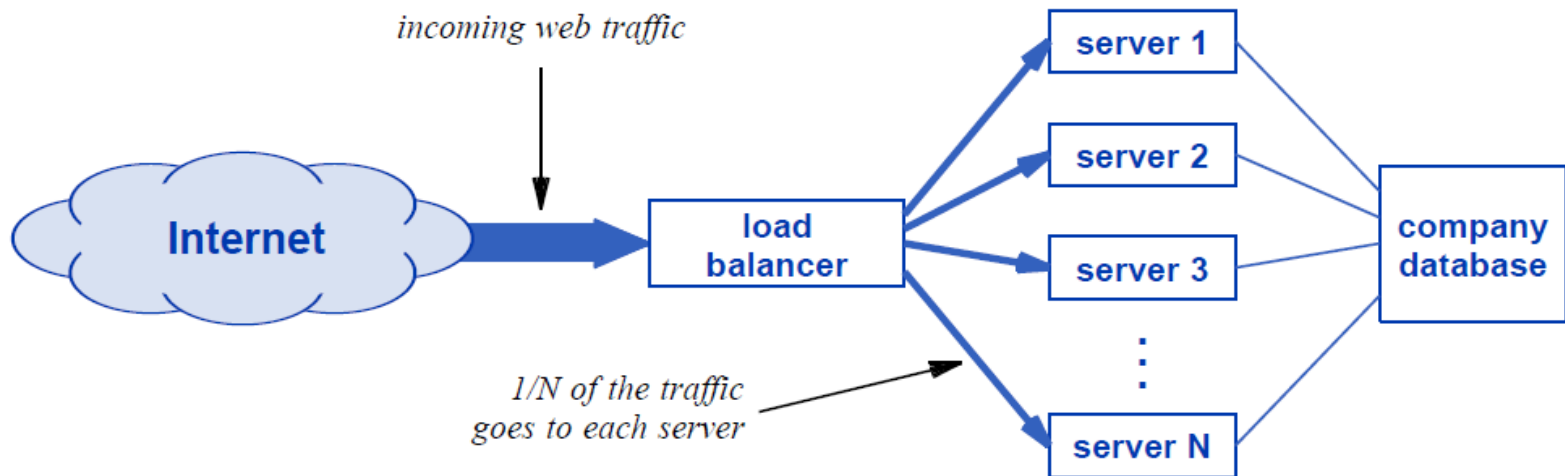 incoming web traffic
Internet
load
balancer
server 1
server 2
server 3
server N
company
database
1/N of the traffic
goes to each server